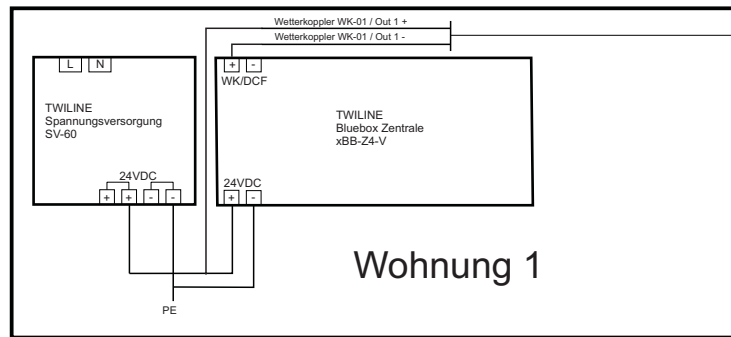 Wetterkoppler WK-01 / Out 1 +
Wetterkoppler WK-01 / Out 1 -
L N
+ -
WK/DCF
TWILINE
Spannungsversorgung
SV-60
TWILINE
Bluebox Zentrale
xBB-Z4-V
24VDC
+ + - -
24VDC
+ -
Wohnung 1
PE